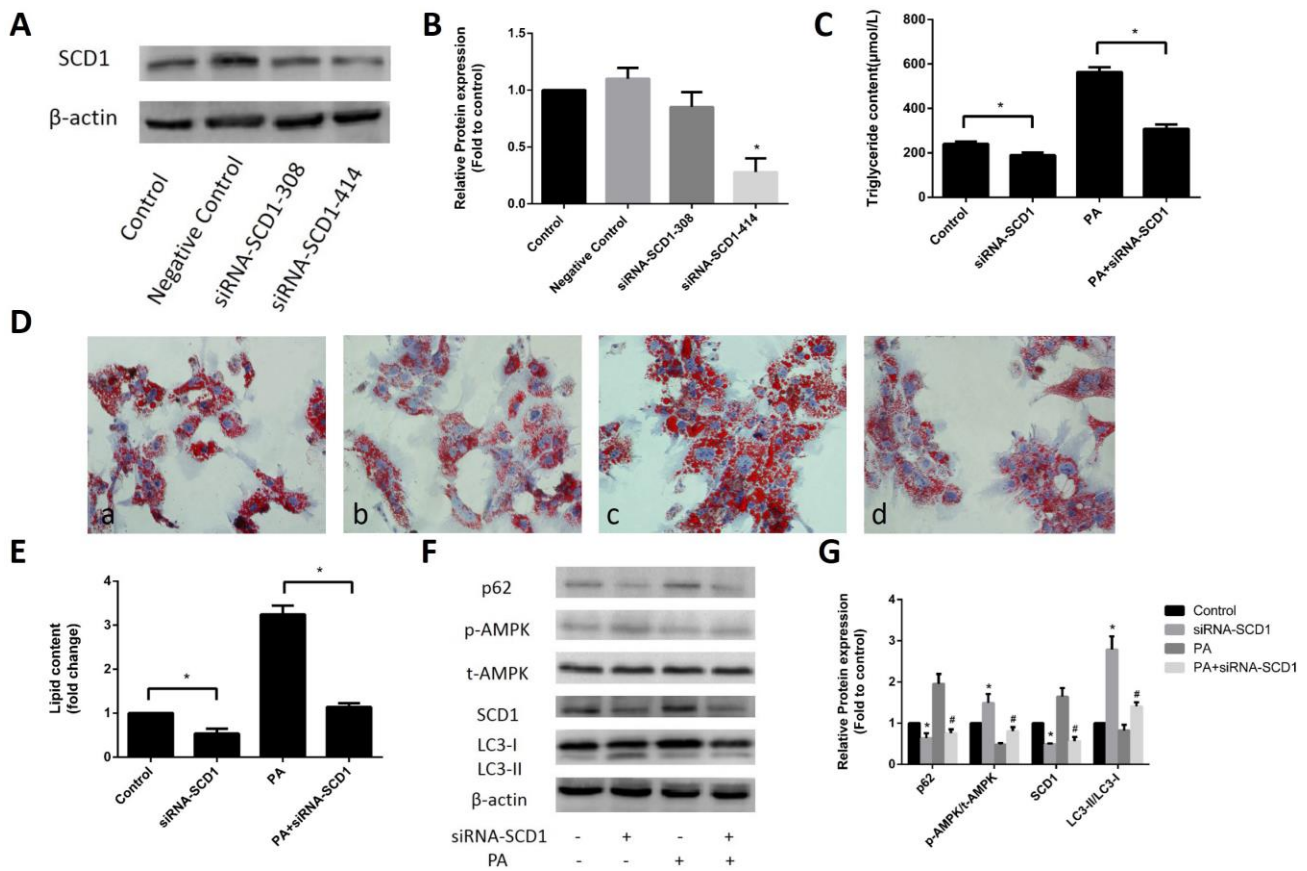 A
SCD1
β-actin
Control
Negative Control
siRNA-SCD1-308
siRNA-SCD1-414
B
Relative Protein expression
(Fold to control)
1.5
1.0
0.5
0.0
*
Control
Negative Control
siRNA-SCD1-308
siRNA-SCD1-414
C
Triglyceride content(μmol/L)
800
600
400
200
0
*
*
Control
siRNA-SCD1
PA
PA+siRNA-SCD1
D
a
b
c
d
E
Lipid content
(fold change)
4
3
2
1
0
*
*
Control
siRNA-SCD1
PA
PA+siRNA-SCD1
F
p62
p-AMPK
t-AMPK
SCD1
LC3-I
LC3-II
β-actin
siRNA-SCD1 - + - +
PA - - + +
G
Relative Protein expression
(Fold to control)
4
3
2
1
0
* #
* #
* #
* #
p62
p-AMPK/t-AMPK
SCD1
LC3-II/LC3-I
Control
siRNA-SCD1
PA
PA+siRNA-SCD1